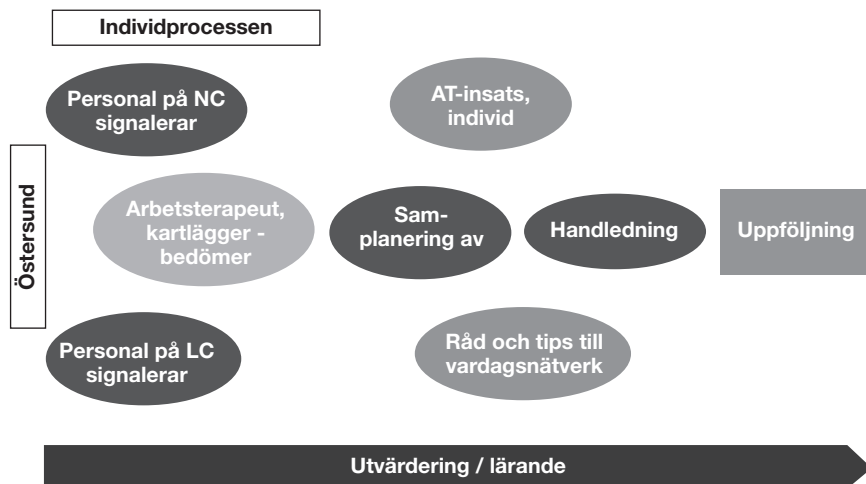 Individprocessen
Personal på NC
signalerar
AT-insats,
individ
Östersund
Arbetsterapeut,
kartlägger -
bedömer
Sam-
planering av
Handledning
Uppföljning
Personal på LC
signalerar
Råd och tips till
vardagsnätverk
Utvärdering / lärande